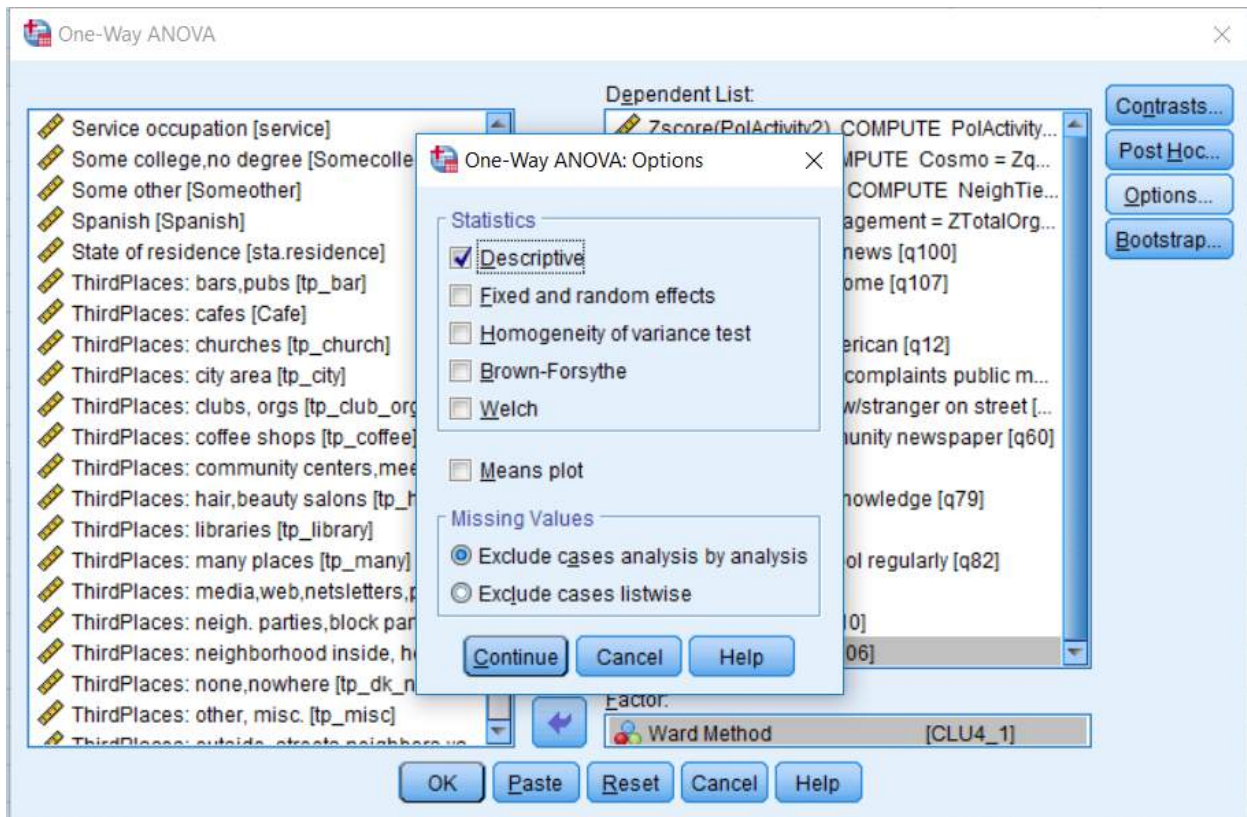 One-Way ANOVA
Service occupation [service]
Some college,no degree [Somecolle
Some other [Someother]
Spanish [Spanish]
State of residence [sta.residence]
ThirdPlaces: bars,pubs [tp_bar]
ThirdPlaces: cafes [Cafe]
ThirdPlaces: churches [tp_church]
ThirdPlaces: city area [tp_city]
ThirdPlaces: clubs, orgs [tp_club_org
ThirdPlaces: coffee shops [tp_coffee]
ThirdPlaces: community centers,mee
ThirdPlaces: hair,beauty salons [tp_h
ThirdPlaces: libraries [tp_library]
ThirdPlaces: many places [tp_many]
ThirdPlaces: media,web,netsletters,p
ThirdPlaces: neigh. parties,block par
ThirdPlaces: neighborhood inside, ho
ThirdPlaces: none,nowhere [tp_dk_n
ThirdPlaces: other, misc. [tp_misc]
ThirdPlaces: outside, streets
One-Way ANOVA: Options
Statistics
Descriptive
Fixed and random effects
Homogeneity of variance test
Brown-Forsythe
Welch
Means plot
Missing Values
Exclude cases analysis by analysis
Exclude cases listwise
Continue
Cancel
Help
Dependent List:
Zscore(PolActivity2) COMPUTE PolActivity...
MPUTE Cosmo = Zq...
COMPUTE NeighTie...
agement = ZTotalOrg...
news [q100]
ome [q107]
erican [q12]
complaints public m...
w/stranger on street [...
unity newspaper [q60]
nowledge [q79]
ol regularly [q82]
0]
06]
Factor:
Ward Method [CLU4_1]
Contrasts...
Post Hoc...
Options...
Bootstrap...
OK
Paste
Reset
Cancel
Help